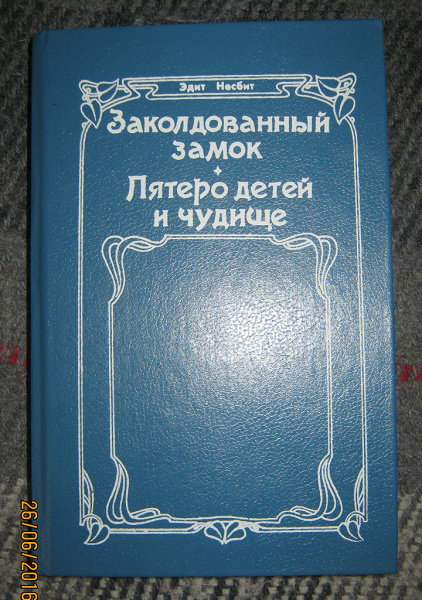 Эдит Несбит
Заколдованный
замок
Пятеро детей
и чудище
26/06/2016